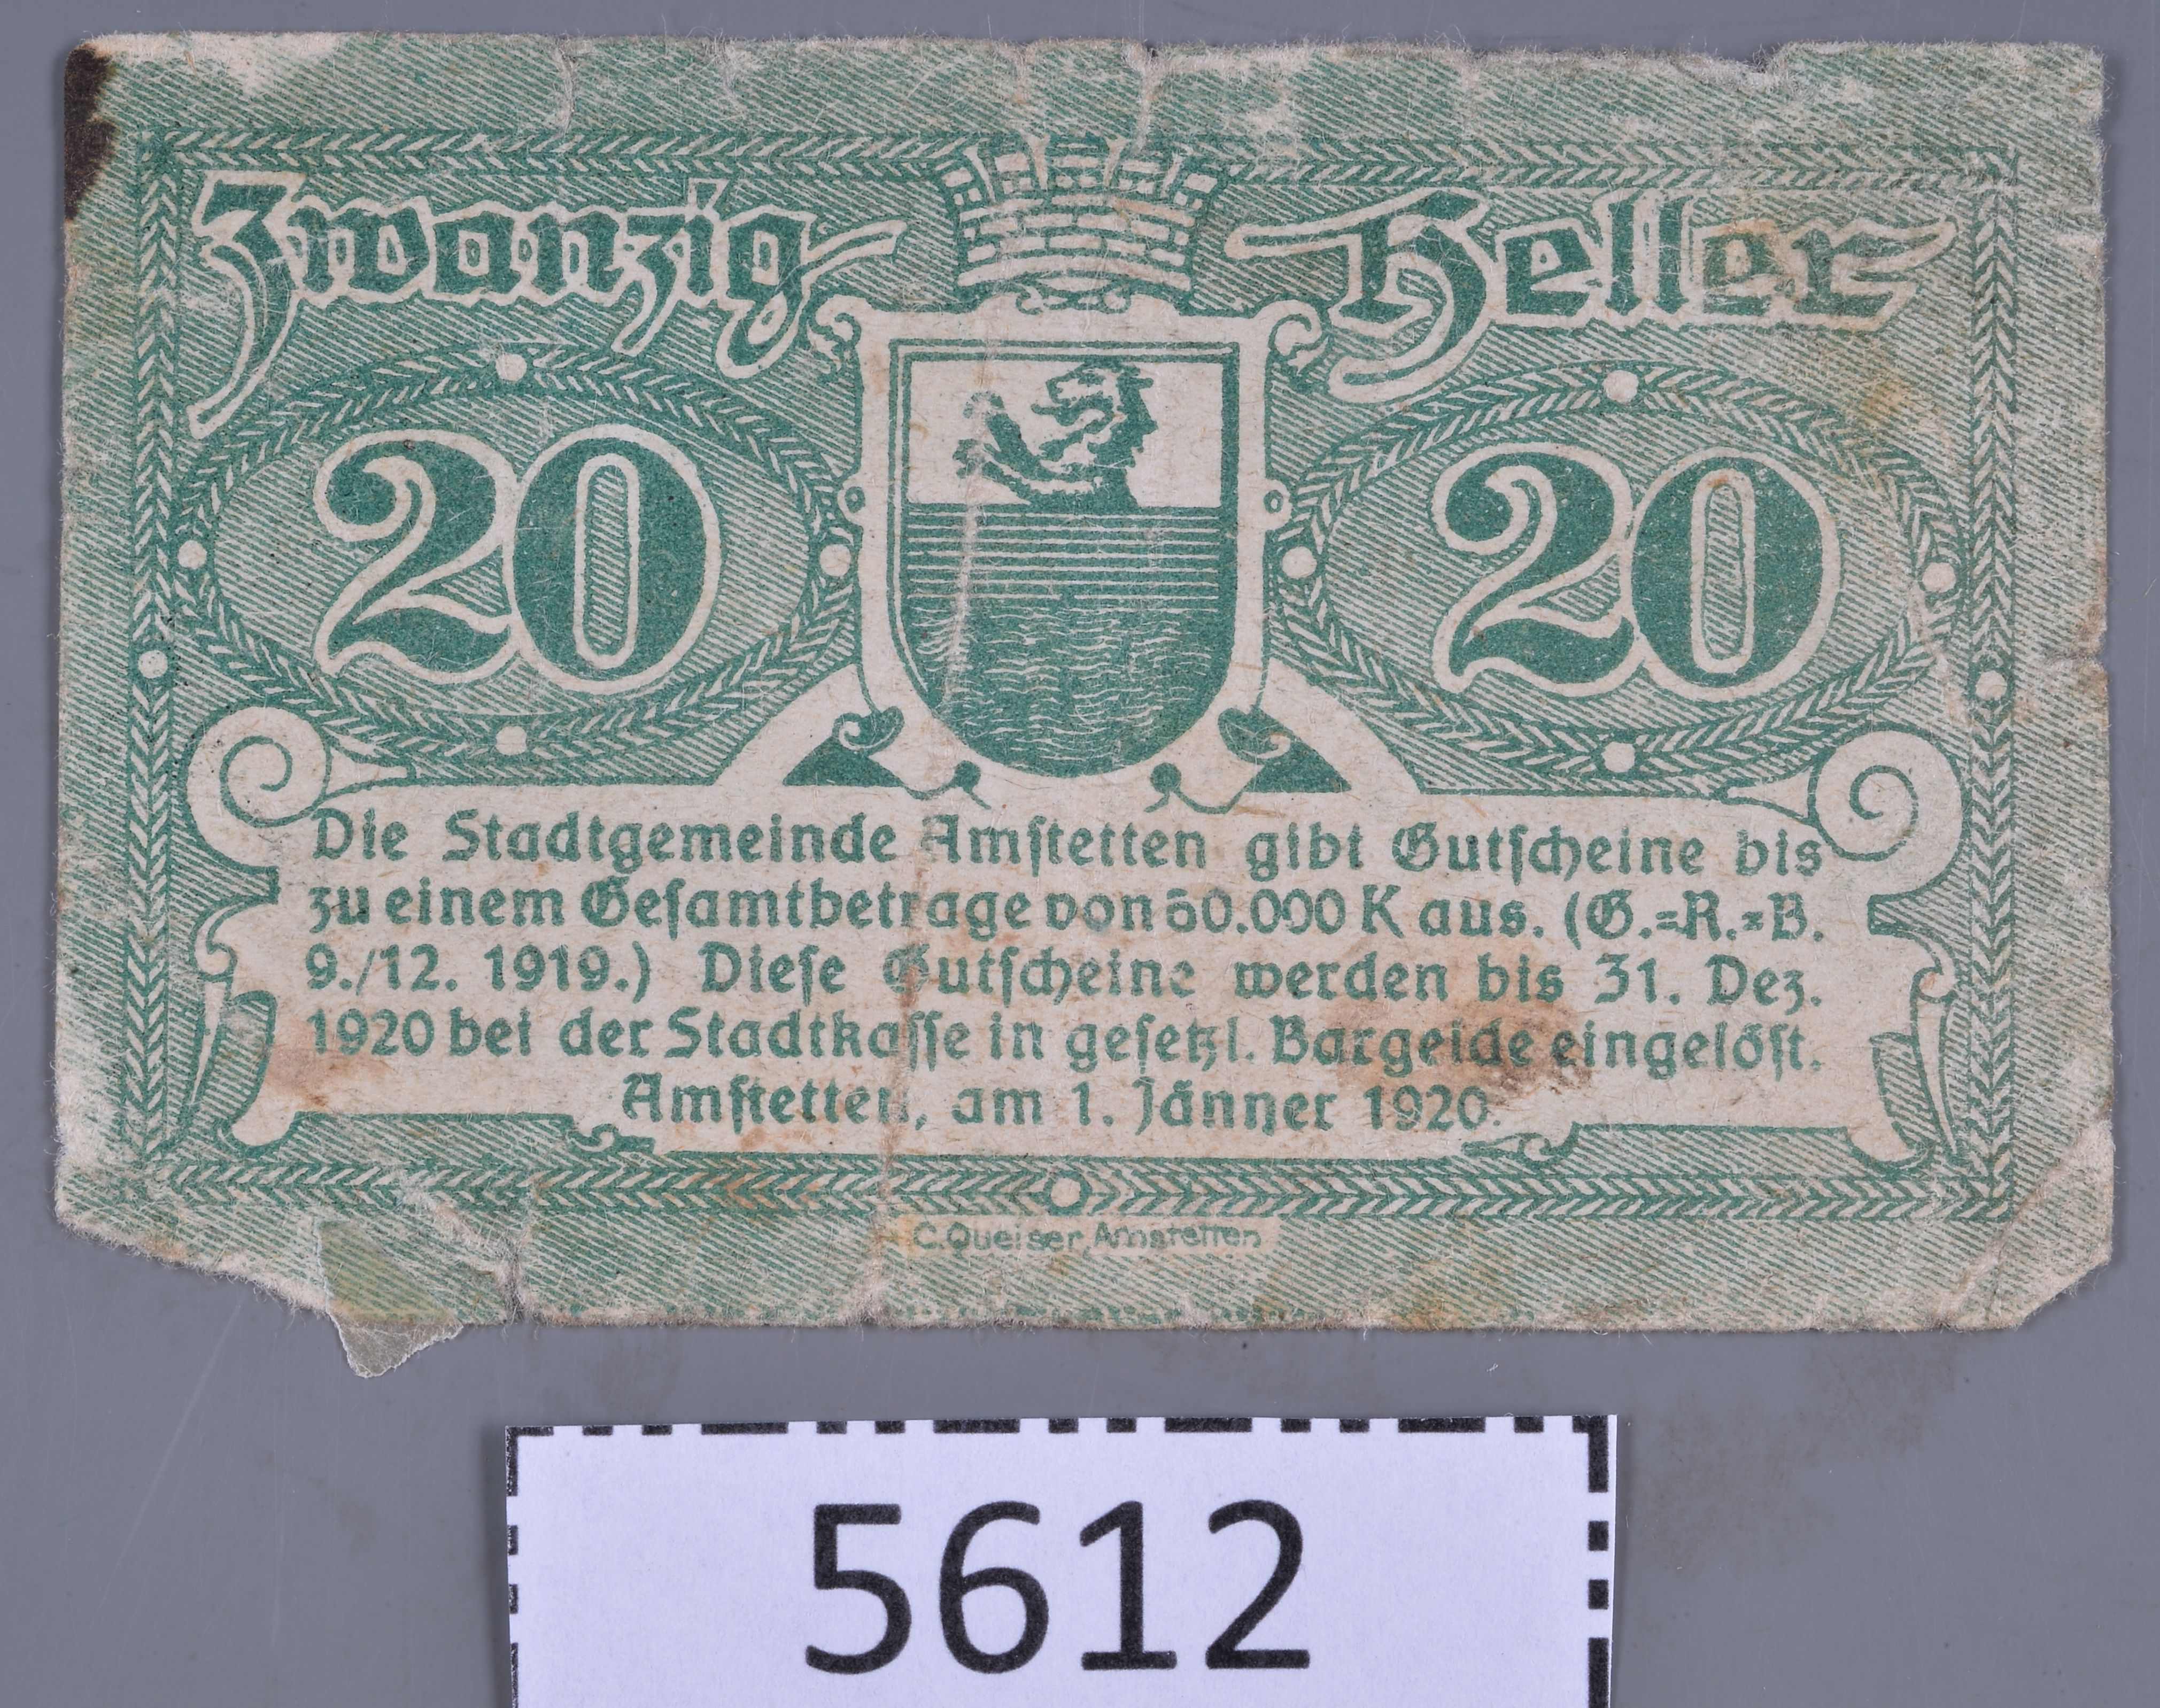 Zwanzig Heller
20 20
Die Stadtgemeinde Amſtetten gibt Gutſcheine bis
zu einem Geſamtbetrage von 50.000 K aus. (G.=R.=B.
9./12. 1919.) Dieſe Gutſcheine werden bis 31. Dez.
1920 bei der Stadtkaſſe in geſetzl. Bargelde eingelöſt.
Amſtetten, am 1. Jänner 1920.
C. Queiser, Amstetten
5612